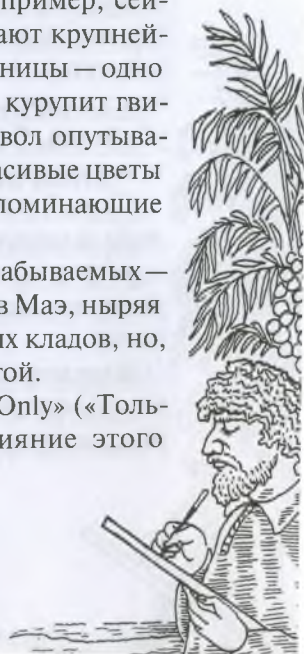 пример, сей-
ают крупней-
ницы — одно
курупит гви-
вол опутыва-
асивые цветы
поминающие
абываемых —
в Маэ, ныряя
ых кладов, но,
той.
Only» («Толь-
ияние этого